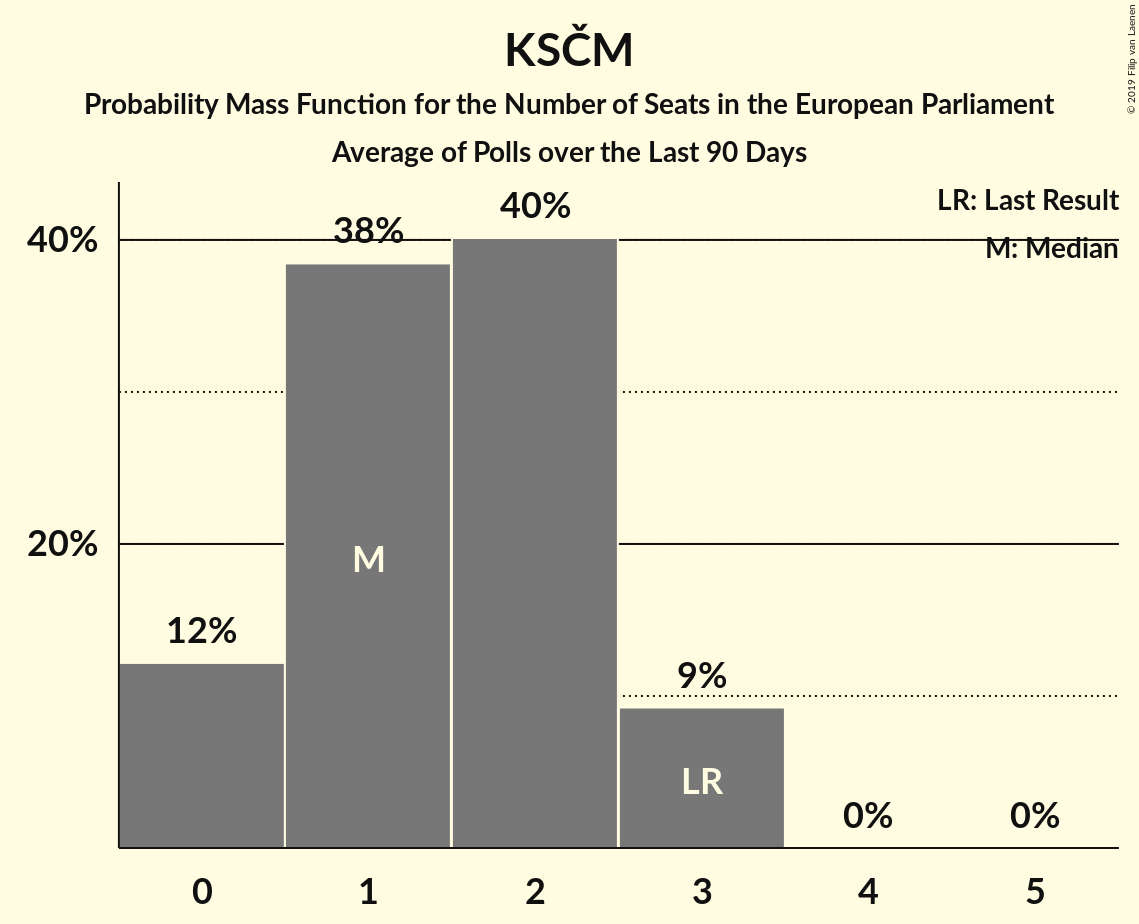 KSČM
Probability Mass Function for the Number of Seats in the European Parliament
Average of Polls over the Last 90 Days
© 2019 Filip van Laenen
LR: Last Result
M: Median
40%
20%
12%
38%
40%
9%
0%
0%
M
LR
0 1 2 3 4 5